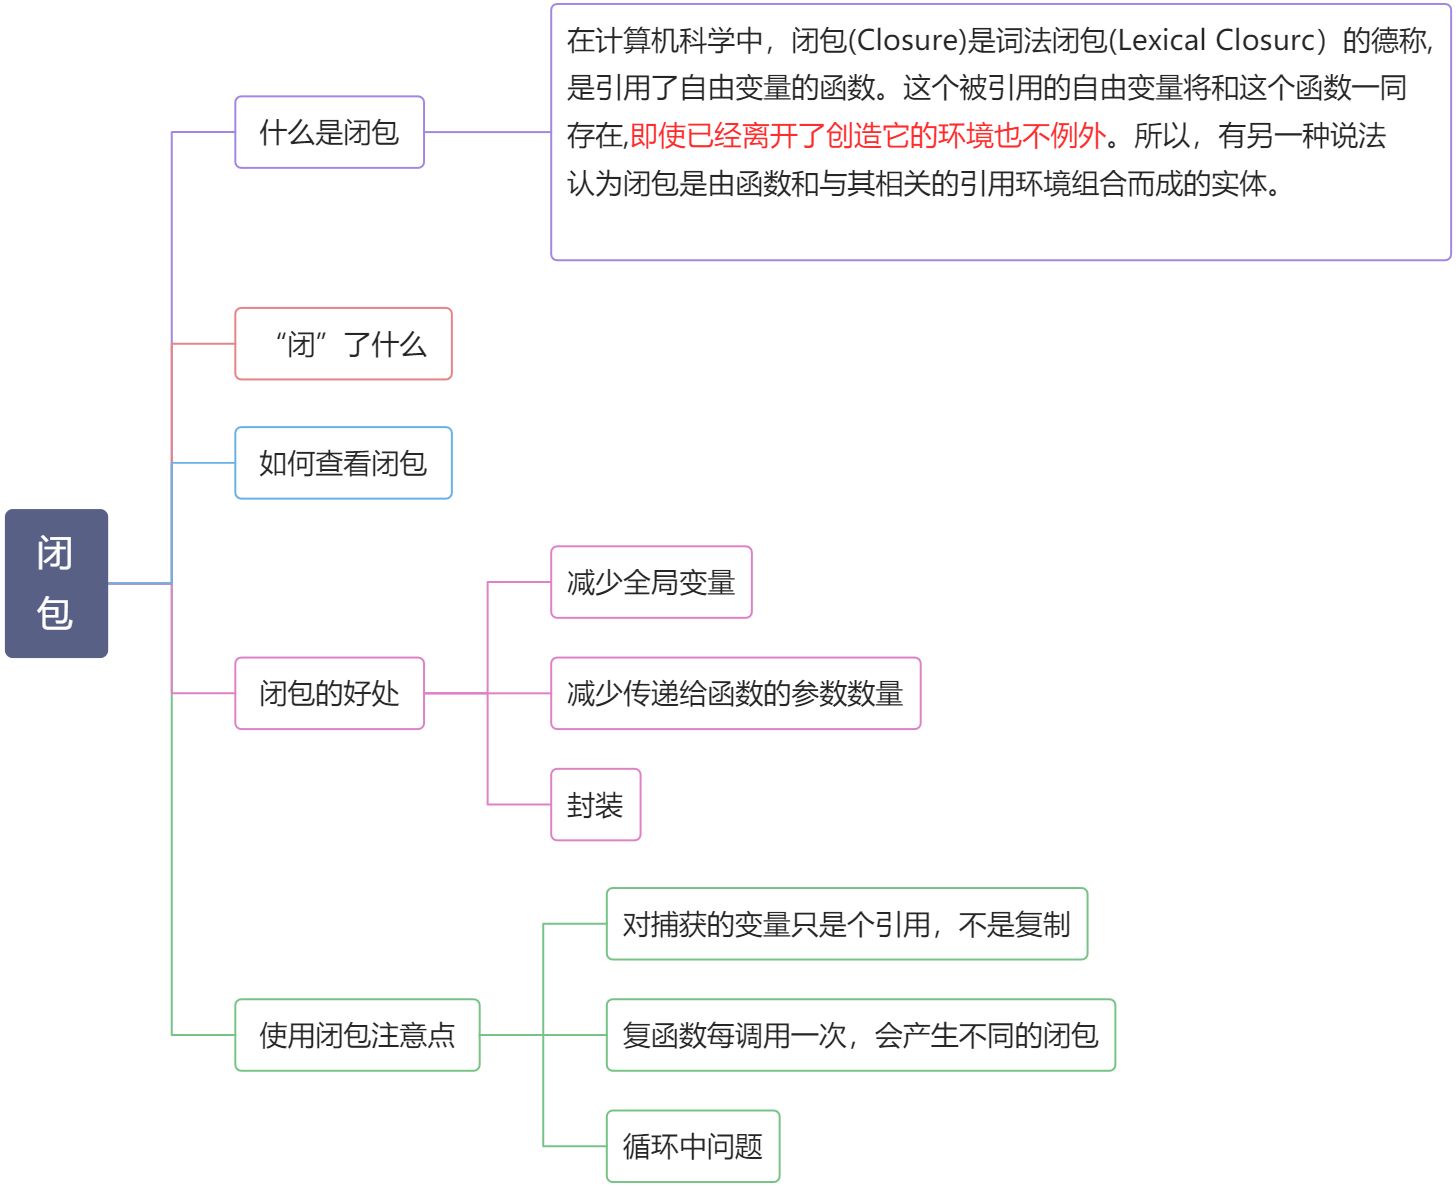 闭
包
什么是闭包
在计算机科学中，闭包(Closure)是词法闭包(Lexical Closurc）的德称,
是引用了自由变量的函数。这个被引用的自由变量将和这个函数一同
存在,即使已经离开了创造它的环境也不例外。所以，有另一种说法
认为闭包是由函数和与其相关的引用环境组合而成的实体。
“闭”了什么
如何查看闭包
闭包的好处
减少全局变量
减少传递给函数的参数数量
封装
使用闭包注意点
对捕获的变量只是个引用，不是复制
复函数每调用一次，会产生不同的闭包
循环中问题